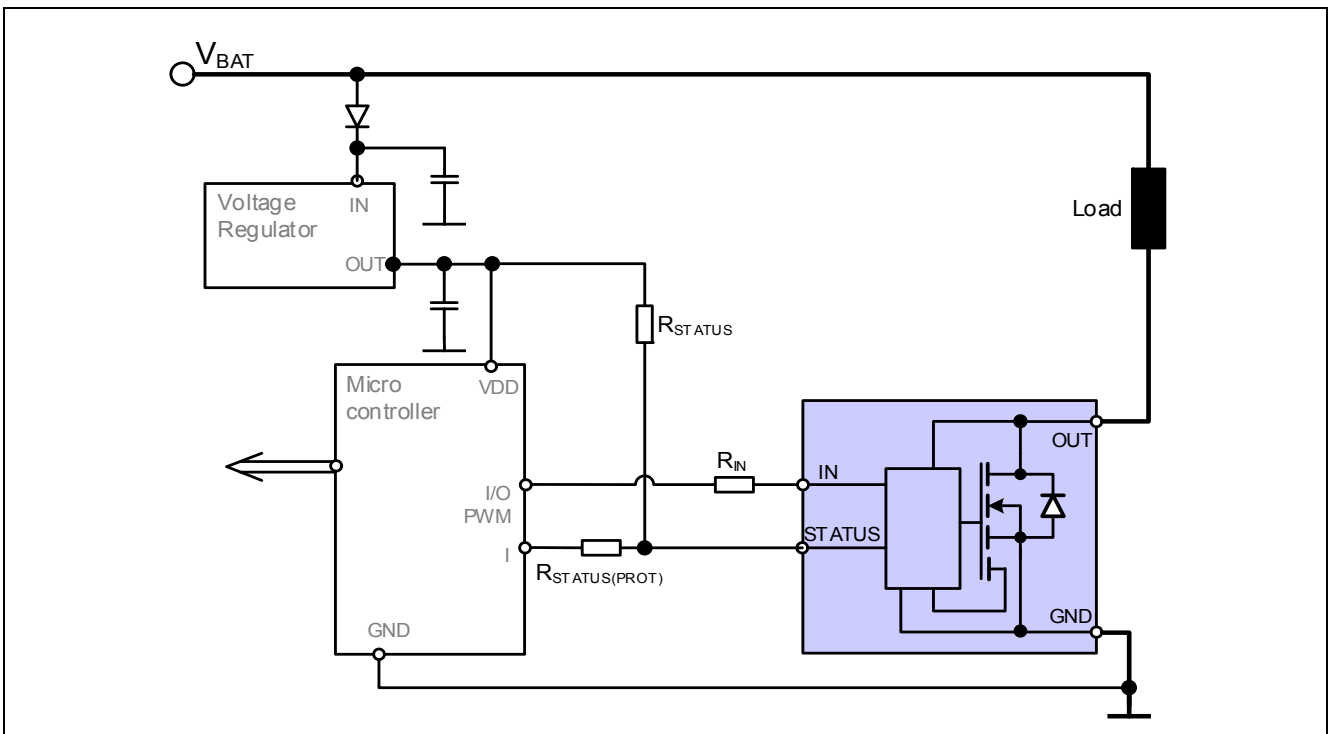 VBAT
Voltage
Regulator
IN
OUT
Load
RSTATUS
Micro
controller
VDD
OUT
RIN
IN
I/O
PWM
STATUS
I
RSTATUS(PROT)
GND
GND